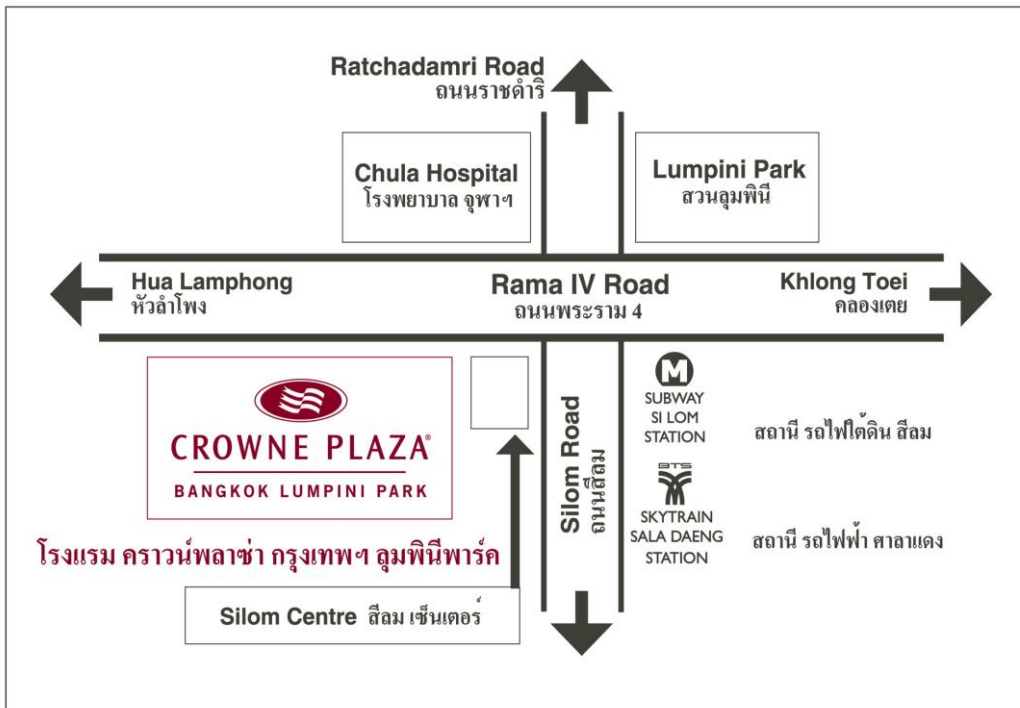 Ratchadamri Road
ถนนราชดำริ
Chula Hospital
โรงพยาบาล จุฬาฯ
Lumpini Park
สวนลุมพินี
Hua Lamphong
หัวลำโพง
Rama IV Road
ถนนพระราม 4
Khlong Toei
คลองเตย
CROWNE PLAZA®
BANGKOK LUMPINI PARK
โรงแรม คราวน์พลาซ่า กรุงเทพฯ ลุมพินีพาร์ค
Silom Centre สีลม เซ็นเตอร์
Silom Road
ถนนสีลม
M
SUBWAY
SI LOM
STATION
สถานี รถไฟใต้ดิน สีลม
BTS
SKYTRAIN
SALA DAENG
STATION
สถานี รถไฟฟ้า ศาลาแดง